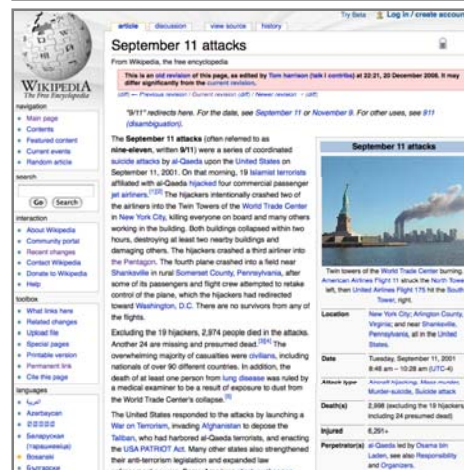 Try Beta Log in / create account
article discussion view source history
September 11 attacks
From Wikipedia, the free encyclopedia
This is an old revision of this page, as edited by Tom harrison (talk | contribs) at 22:21, 20 December 2008. It may
differ significantly from the current revision.
(diff) ← Previous revision | Current revision (diff) | Newer revision → (diff)
"9/11" redirects here. For the date, see September 11 or November 9. For other uses, see 911
(disambiguation).
The September 11 attacks (often referred to as
nine-eleven, written 9/11) were a series of coordinated
suicide attacks by al-Qaeda upon the United States on
September 11, 2001. On that morning, 19 Islamist terrorists
affiliated with al-Qaeda hijacked four commercial passenger
jet airliners.[1][2] The hijackers intentionally crashed two of
the airliners into the Twin Towers of the World Trade Center
in New York City, killing everyone on board and many others
working in the building. Both buildings collapsed within two
hours, destroying at least two nearby buildings and
damaging others. The hijackers crashed a third airliner into
the Pentagon. The fourth plane crashed into a field near
Shanksville in rural Somerset County, Pennsylvania, after
some of its passengers and flight crew attempted to retake
control of the plane, which the hijackers had redirected
toward Washington, D.C. There are no survivors from any
of the flights.
Excluding the 19 hijackers, 2,974 people died in the attacks.
Another 24 are missing and presumed dead.[3][4] The
overwhelming majority of casualties were civilians, including
nationals of over 90 different countries. In addition, the
death of at least one person from lung disease was ruled by
a medical examiner to be a result of exposure to dust from
the World Trade Center's collapse.[5]
The United States responded to the attacks by launching a
War on Terrorism, invading Afghanistan to depose the
Taliban, who had harbored al-Qaeda terrorists, and enacting
the USA PATRIOT Act. Many other states also strengthened
their anti-terrorism legislation and expanded law
September 11 attacks
Twin towers of the World Trade Center burning.
American Airlines Flight 11 struck the North Tower
left, then United Airlines Flight 175 hit the South
Tower, right.
Location New York City; Arlington County,
Virginia; and near Shanksville,
Pennsylvania, all in the United
States.
Date Tuesday, September 11, 2001
8:46 am – 10:28 am (UTC-4)
Attack type Aircraft hijacking, Mass murder,
Murder-suicide, Suicide attack
Death(s) 2,998 (excluding the 19 hijackers,
including 24 presumed dead)
Injured 6,291+
Perpetrator(s) al-Qaeda led by Osama bin
Laden, see also Responsibility
and Organizers.
WIKIPEDIA
The Free Encyclopedia
navigation
Main page
Contents
Featured content
Current events
Random article
search
Go Search
interaction
About Wikipedia
Community portal
Recent changes
Contact Wikipedia
Donate to Wikipedia
Help
toolbox
What links here
Related changes
Upload file
Special pages
Printable version
Permanent link
Cite this page
languages
العربية
Azərbaycan
Беларуская
(тарашкевіца)
Bosanski
Български